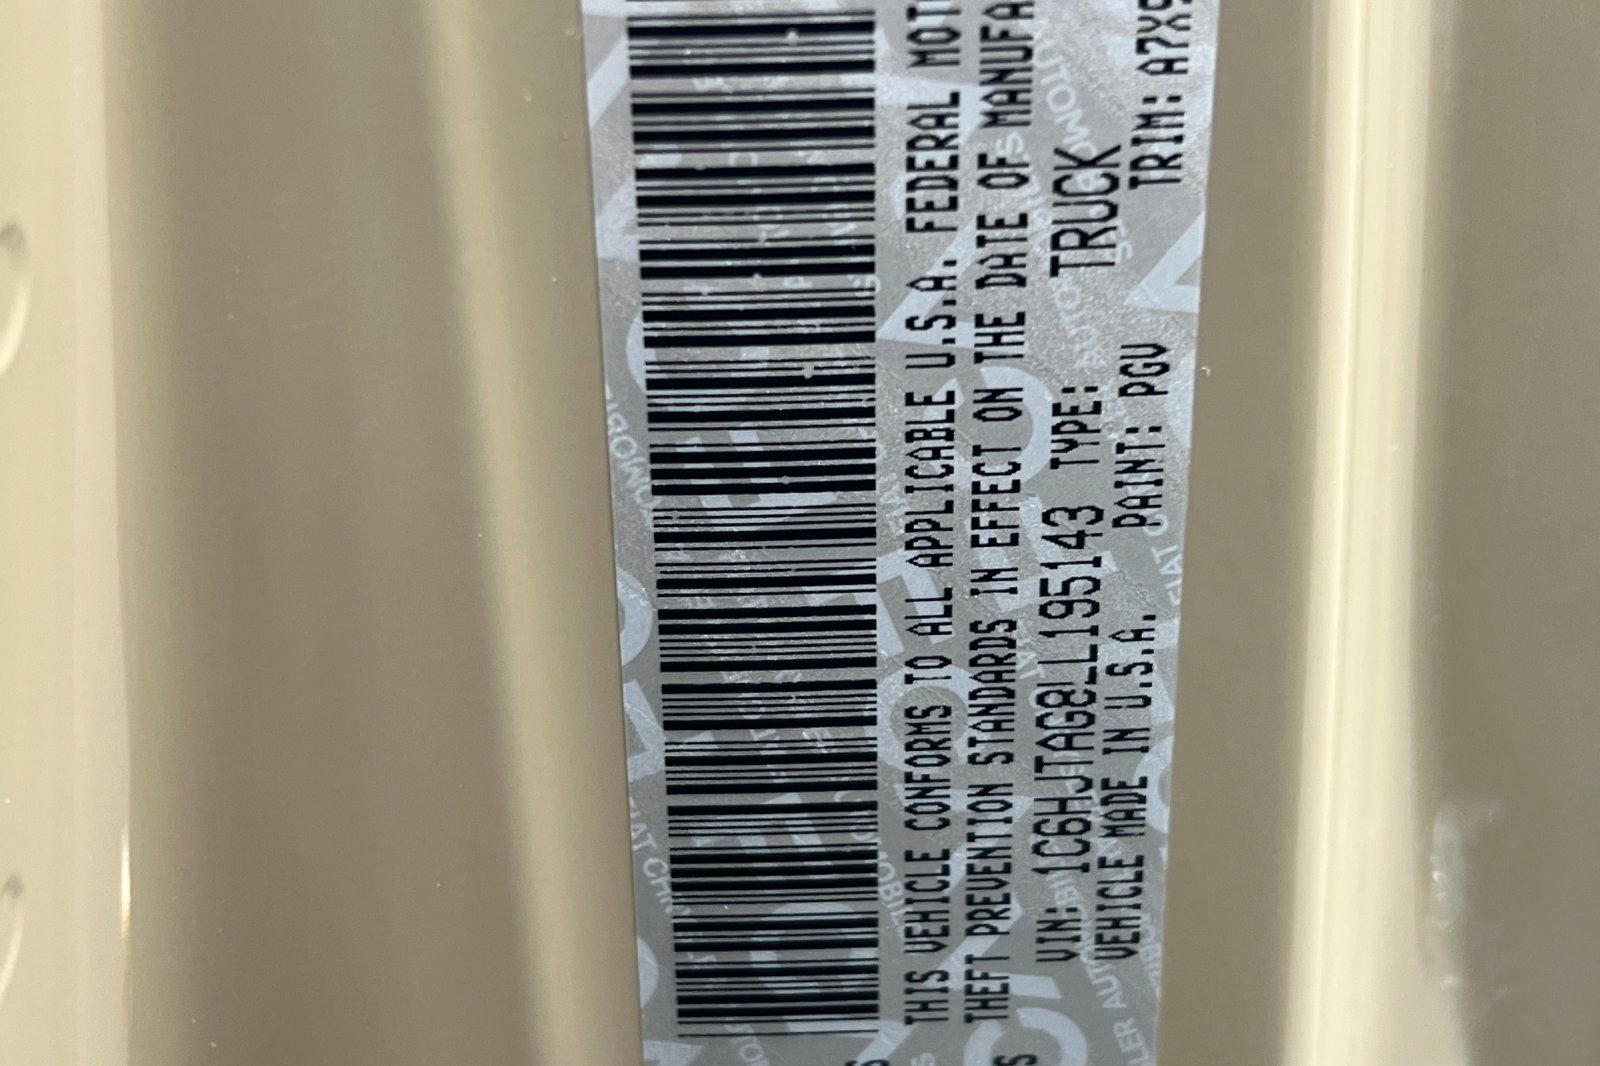 THIS VEHICLE CONFORMS TO ALL APPLICABLE U.S.A. FEDERAL MOTO
THEFT PREVENTION STANDARDS IN EFFECT ON THE DATE OF MANUFA
VIN: 1C6HJTAG8LL195143 TYPE: TRUCK
VEHICLE MADE IN U.S.A. PAINT: PGV TRIM: A7X9